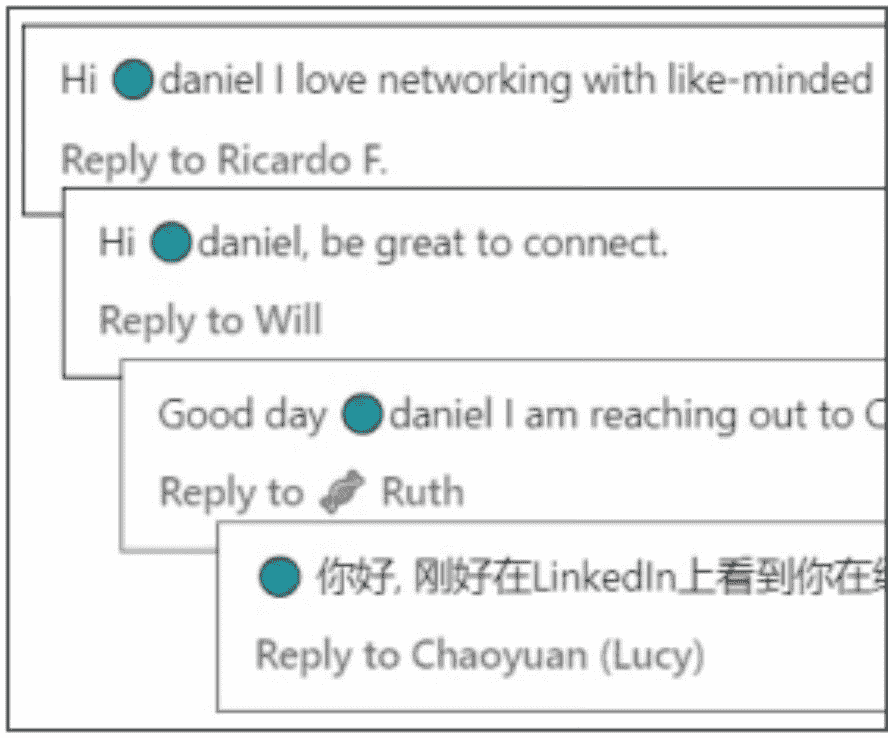 Hi daniel I love networking with like-minded
Reply to Ricardo F.
Hi daniel, be great to connect.
Reply to Will
Good day daniel I am reaching out to
Reply to Ruth
你好, 刚好在LinkedIn上看到你在
Reply to Chaoyuan (Lucy)